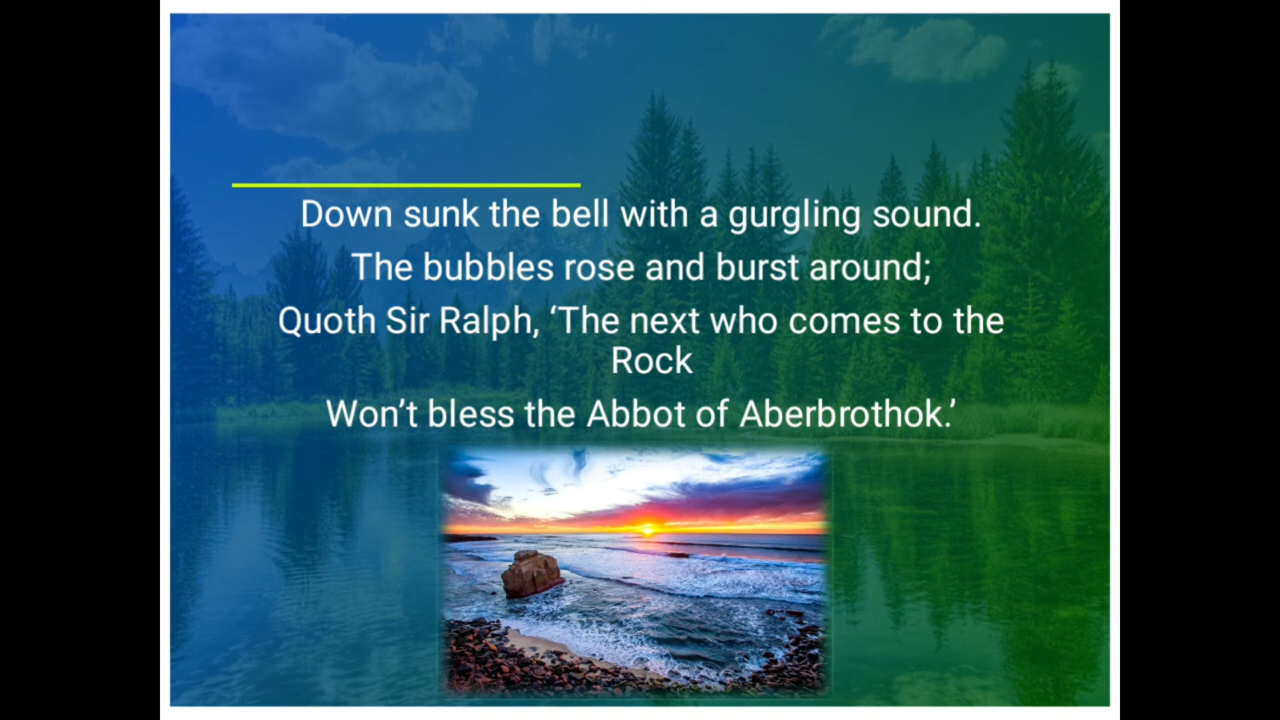 Down sunk the bell with a gurgling sound.
The bubbles rose and burst around;
Quoth Sir Ralph, ‘The next who comes to the
Rock
Won’t bless the Abbot of Aberbrothok.’